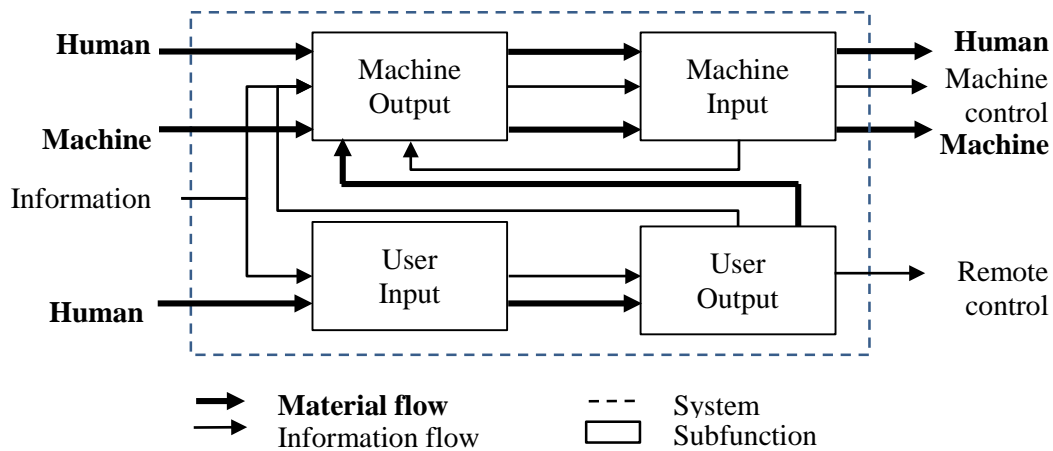 Human
Machine
Output
Machine
Input
Human
Machine
control
Machine
Machine
Information
User
Input
User
Output
Remote
control
Human
Material flow
Information flow
System
Subfunction